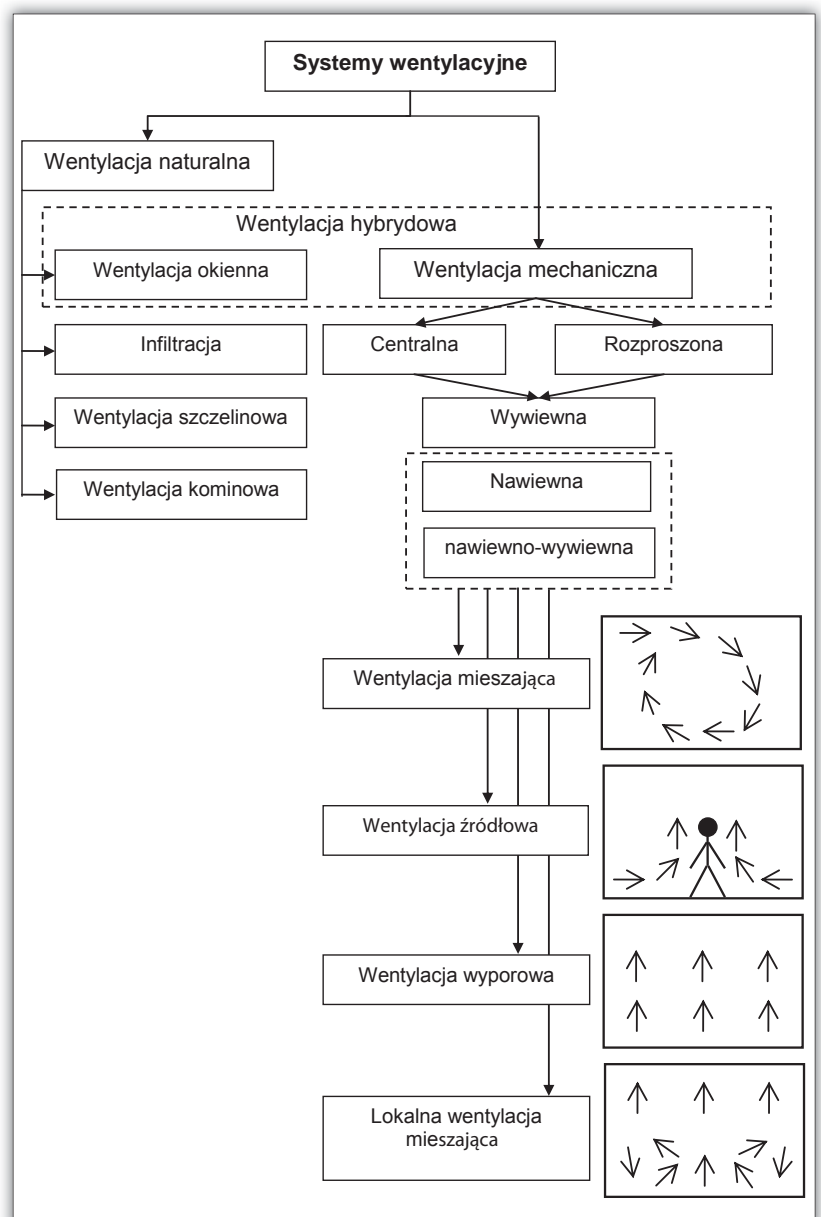 Systemy wentylacyjne
Wentylacja naturalna
Wentylacja hybrydowa
Wentylacja okienna
Wentylacja mechaniczna
Infiltracja
Centralna
Rozproszona
Wentylacja szczelinowa
Wywiewna
Wentylacja kominowa
Nawiewna
nawiewno-wywiewna
Wentylacja mieszająca
Wentylacja źródłowa
Wentylacja wyporowa
Lokalna wentylacja
mieszająca